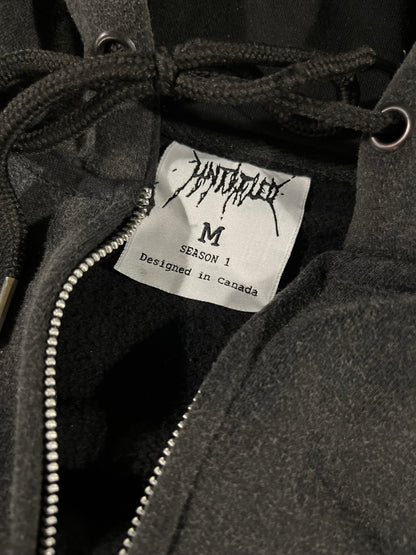 UNTITLED
M
SEASON 1
Designed in Canada